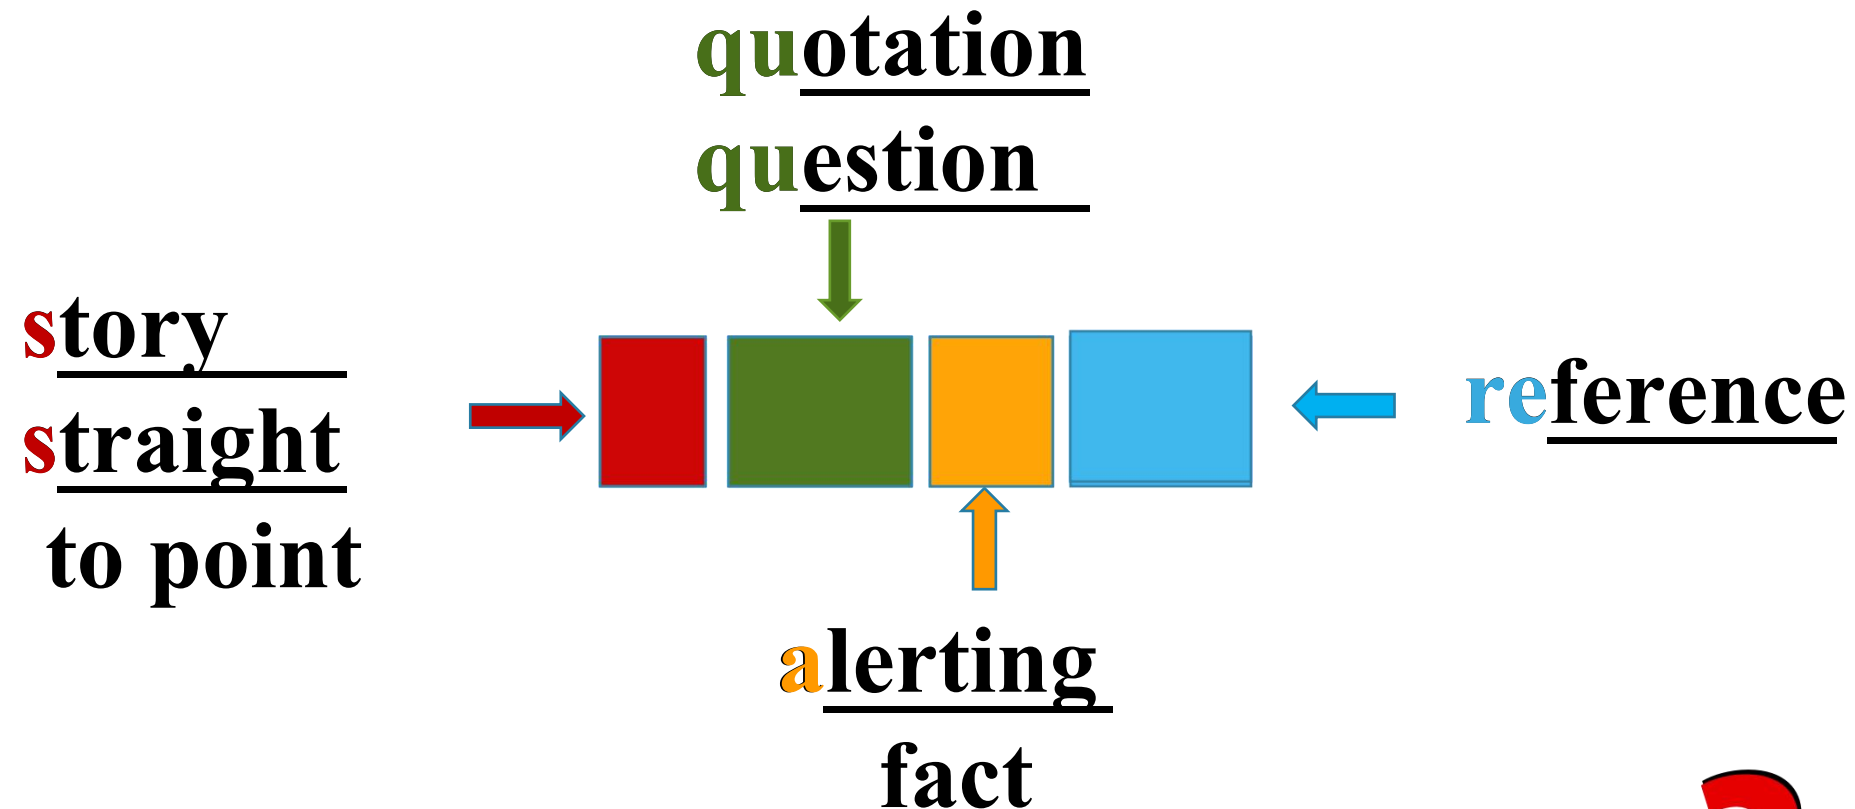 quotation
question
story
straight
to point
reference
alerting
fact